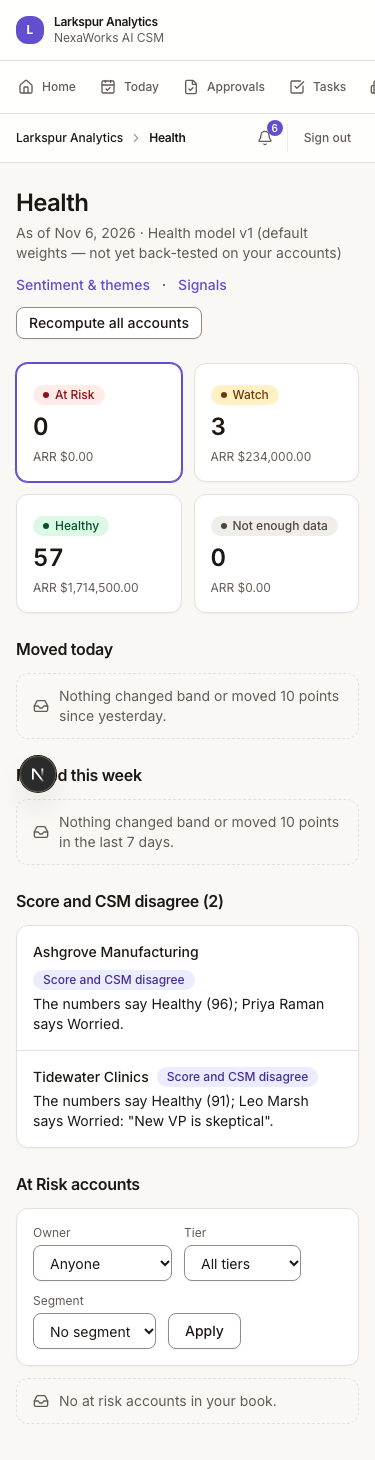 L
Larkspur Analytics
NexaWorks AI CSM
Home
Today
Approvals
Tasks
Larkspur Analytics > Health
6
Sign out
Health
As of Nov 6, 2026 · Health model v1 (default
weights — not yet back-tested on your accounts)
Sentiment & themes · Signals
Recompute all accounts
At Risk
0
ARR $0.00
Watch
3
ARR $234,000.00
Healthy
57
ARR $1,714,500.00
Not enough data
0
ARR $0.00
Moved today
Nothing changed band or moved 10 points
since yesterday.
N
this week
Nothing changed band or moved 10 points
in the last 7 days.
Score and CSM disagree (2)
Ashgrove Manufacturing
Score and CSM disagree
The numbers say Healthy (96); Priya Raman
says Worried.
Tidewater Clinics Score and CSM disagree
The numbers say Healthy (91); Leo Marsh
says Worried: "New VP is skeptical".
At Risk accounts
Owner
Anyone
Tier
All tiers
Segment
No segment
Apply
No at risk accounts in your book.